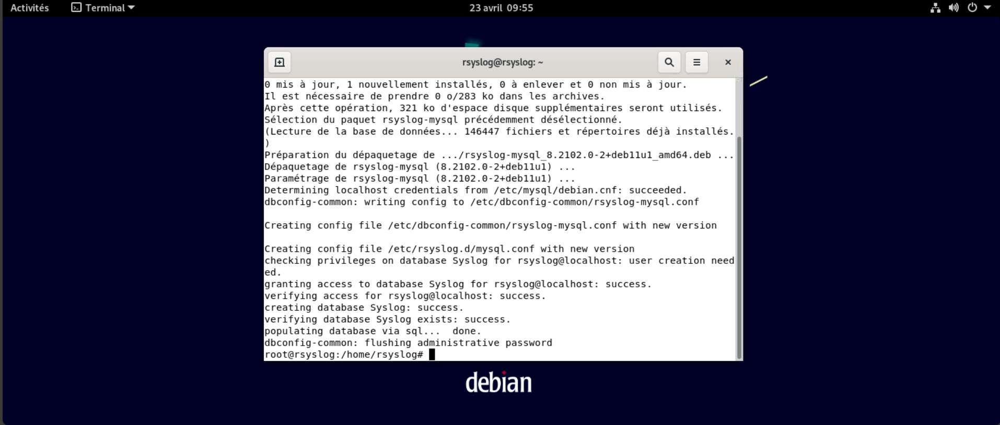 Activités Terminal 23 avril 09:55
rsyslog@rsyslog: ~
0 mis à jour, 1 nouvellement installés, 0 à enlever et 0 non mis à jour.
Il est nécessaire de prendre 0 o/283 ko dans les archives.
Après cette opération, 321 ko d'espace disque supplémentaires seront utilisés.
Sélection du paquet rsyslog-mysql précédemment désélectionné.
(Lecture de la base de données... 146447 fichiers et répertoires déjà installés.
)
Préparation du dépaquetage de .../rsyslog-mysql_8.2102.0-2+deb11u1_amd64.deb ...
Dépaquetage de rsyslog-mysql (8.2102.0-2+deb11u1) ...
Paramétrage de rsyslog-mysql (8.2102.0-2+deb11u1) ...
Determining localhost credentials from /etc/mysql/debian.cnf: succeeded.
dbconfig-common: writing config to /etc/dbconfig-common/rsyslog-mysql.conf
Creating config file /etc/dbconfig-common/rsyslog-mysql.conf with new version
Creating config file /etc/rsyslog.d/mysql.conf with new version
checking privileges on database Syslog for rsyslog@localhost: user creation need
ed.
granting access to database Syslog for rsyslog@localhost: success.
verifying access for rsyslog@localhost: success.
creating database Syslog: success.
verifying database Syslog exists: success.
populating database via sql...  done.
dbconfig-common: flushing administrative password
root@rsyslog:/home/rsyslog#
debian